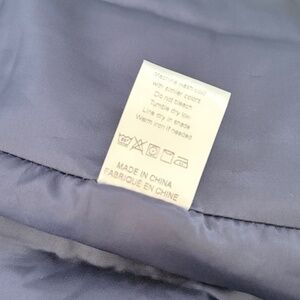 Machine wash cold
with similar colors
Do not bleach
Tumble dry low
Line dry in shade
Warm iron if needed
MADE IN CHINA
FABRIQUÉ EN CHINE